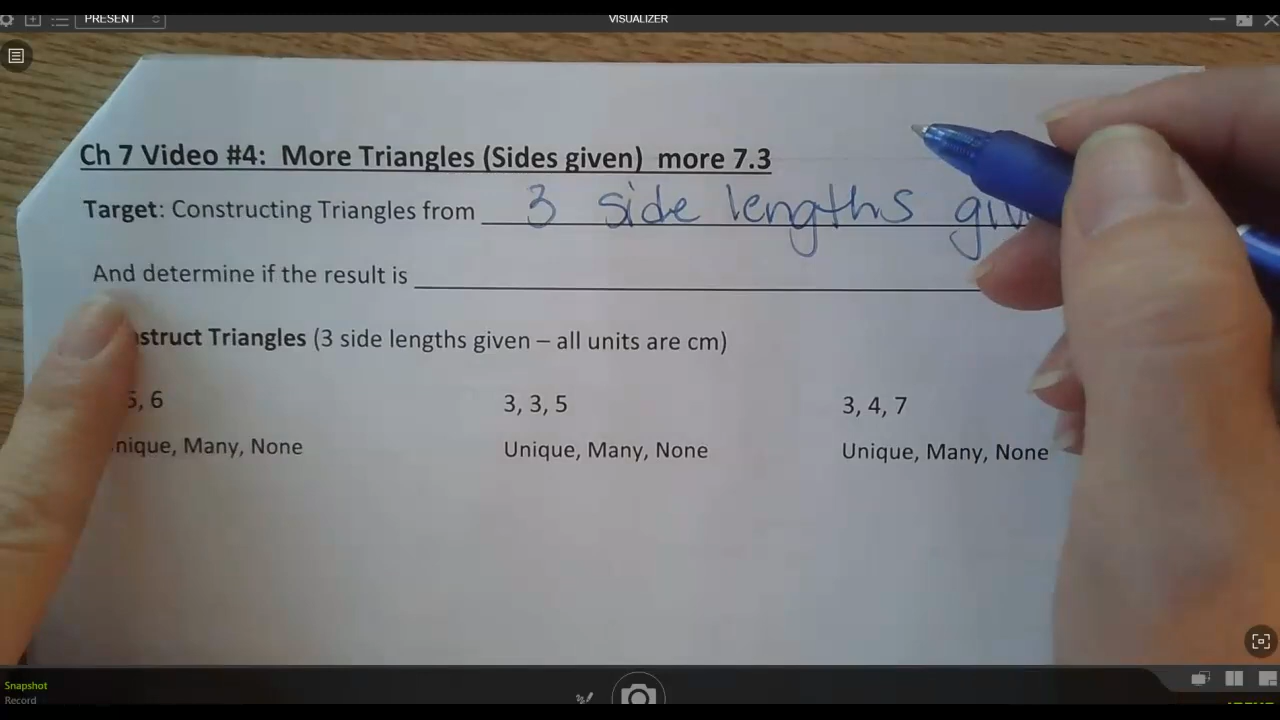 PRESENT
VISUALIZER
Ch 7 Video #4: More Triangles (Sides given) more 7.3
Target: Constructing Triangles from 3 side lengths
And determine if the result is
Triangles (3 side lengths given – all units are cm)
6 3, 3, 5 3, 4, 7
Many, None Unique, Many, None Unique, Many, None
Snapshot
Record